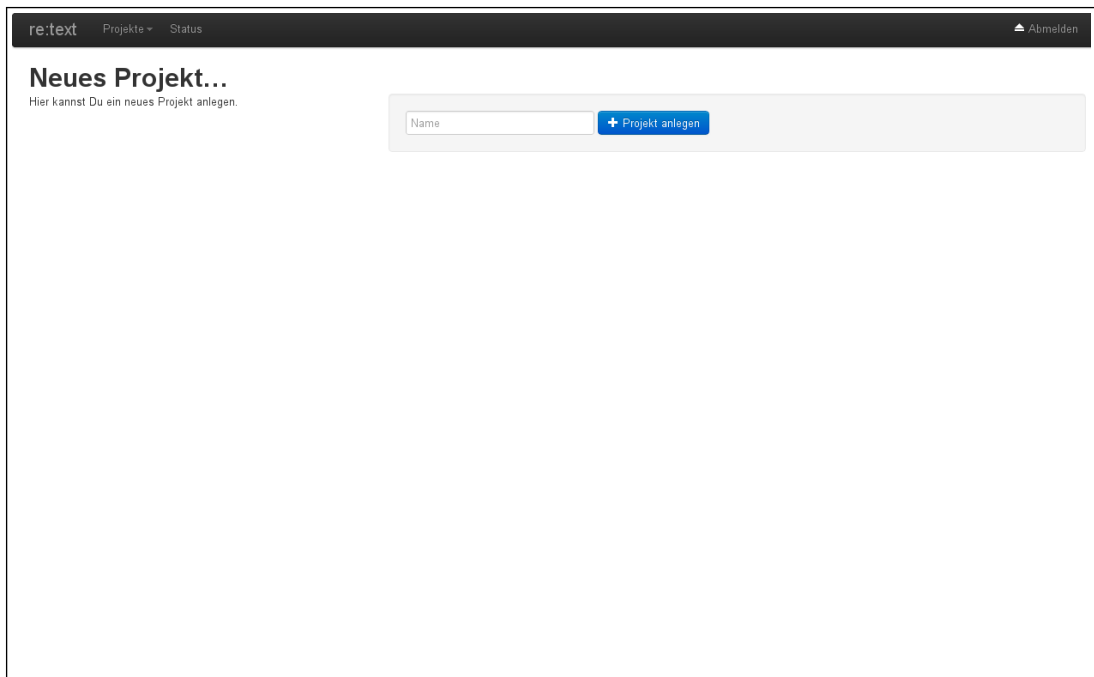 re:text Projekte Status Abmelden
Neues Projekt...
Hier kannst Du ein neues Projekt anlegen.
Name Projekt anlegen